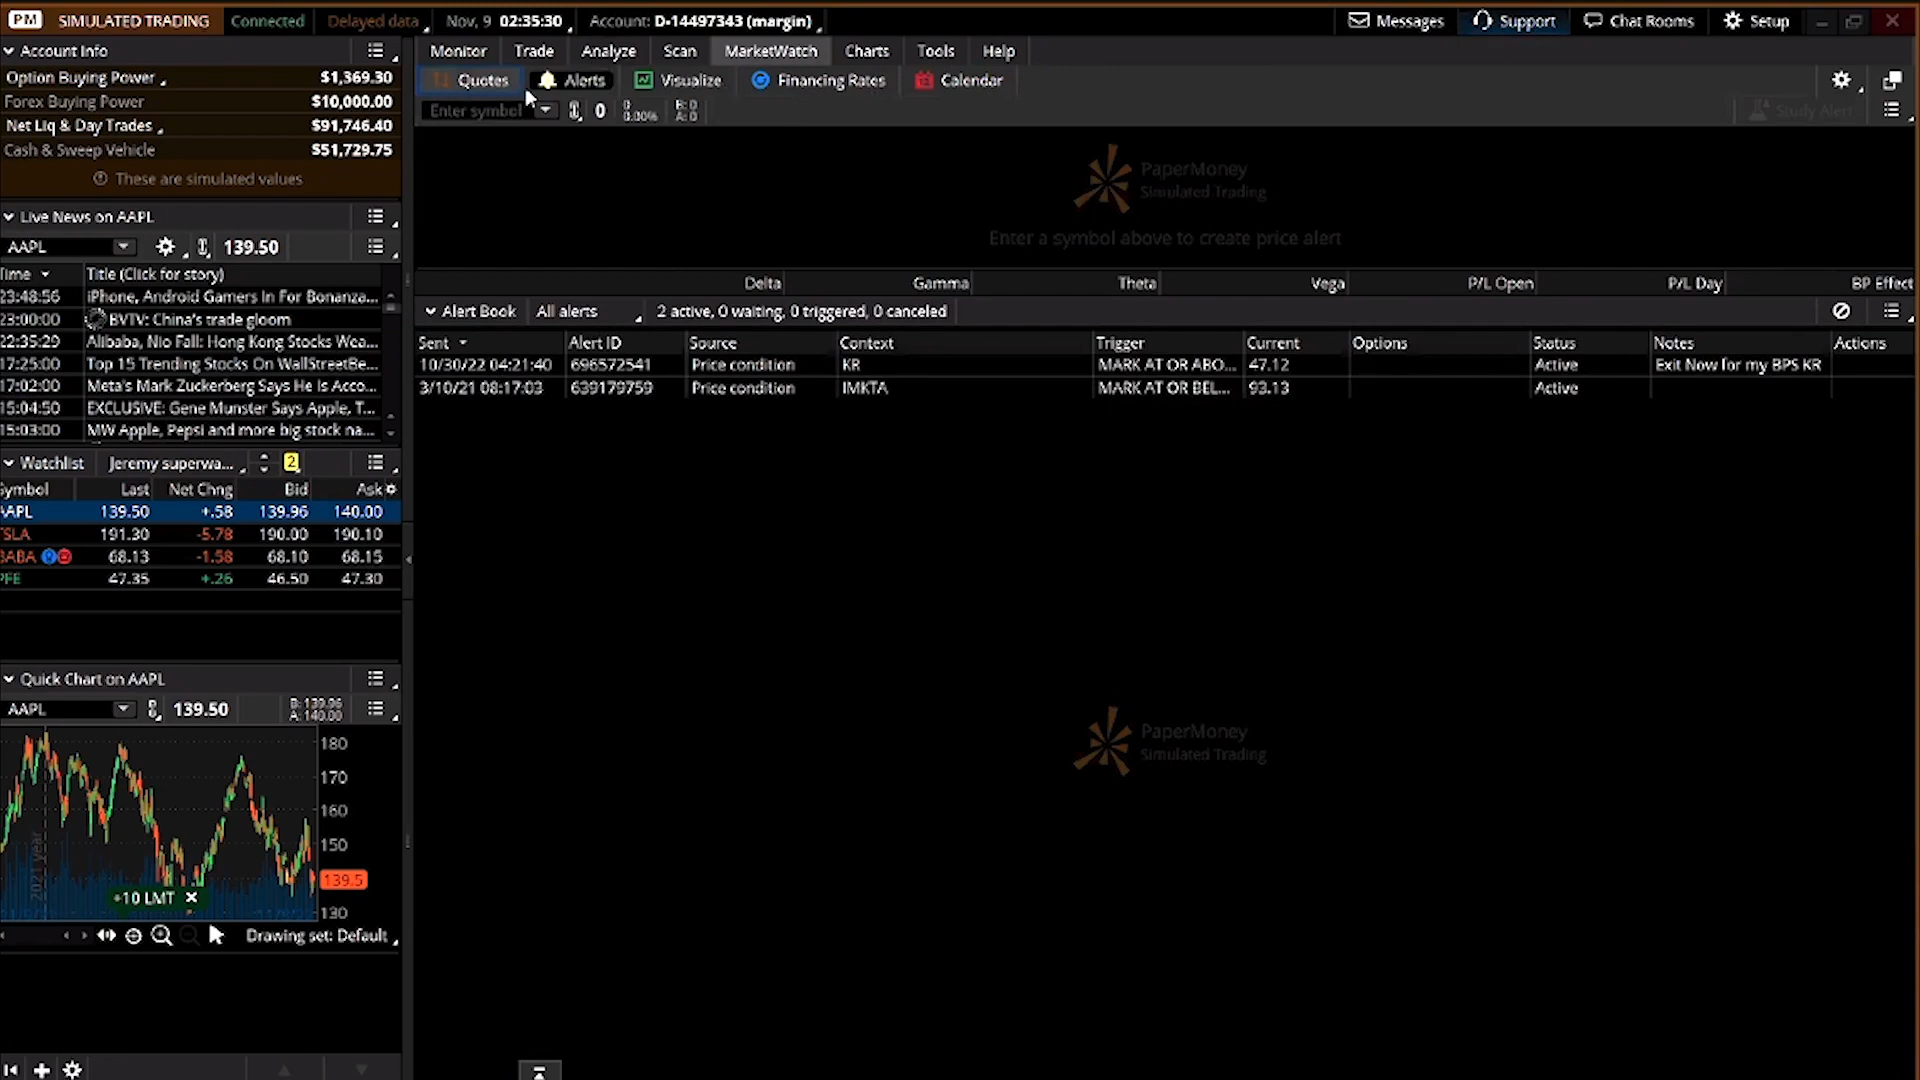 PM SIMULATED TRADING Connected Delayed data Nov, 9 02:35:30 Account: D-14497343 (margin) Messages Support Chat Rooms Setup
Account Info
Option Buying Power $1,369.30
Forex Buying Power $10,000.00
Net Liq & Day Trades $91,746.40
Cash & Sweep Vehicle $51,729.75
These are simulated values
Live News on AAPL
AAPL 139.50
Time Title (Click for story)
23:48:56 iPhone, Android Gamers In For Bonanza...
23:00:00 BVTV: China's trade gloom
22:35:29 Alibaba, Nio Fall: Hong Kong Stocks Wea...
17:25:00 Top 15 Trending Stocks On WallStreetBe...
17:02:00 Meta's Mark Zuckerberg Says He Is Acco...
15:04:50 EXCLUSIVE: Gene Munster Says Apple, T...
15:03:00 MW Apple, Pepsi and more big stock na...
Watchlist Jeremy superwa... 2
Symbol Last Net Chng Bid Ask
AAPL 139.50 +.58 139.96 140.00
TSLA 191.30 -5.78 190.00 190.10
BABA 68.13 -1.58 68.10 68.15
PFE 47.35 +.26 46.50 47.30
Quick Chart on AAPL
AAPL 139.50 B: 139.96
A: 140.00
180
170
160
150
139.5
130
2021 year
+10 LMT
Drawing set: Default
Monitor Trade Analyze Scan MarketWatch Charts Tools Help
Quotes Alerts Visualize Financing Rates Calendar
Enter symbol 0 0 B: 0
0.00% A: 0
Study Alert
PaperMoney
Simulated Trading
Enter a symbol above to create price alert
Delta Gamma Theta Vega P/L Open P/L Day BP Effect
Alert Book All alerts 2 active, 0 waiting, 0 triggered, 0 canceled
Sent Alert ID Source Context Trigger Current Options Status Notes Actions
10/30/22 04:21:40 696572541 Price condition KR MARK AT OR ABO... 47.12 Active Exit Now for my BPS KR
3/10/21 08:17:03 639179759 Price condition IMKTA MARK AT OR BEL... 93.13 Active
PaperMoney
Simulated Trading